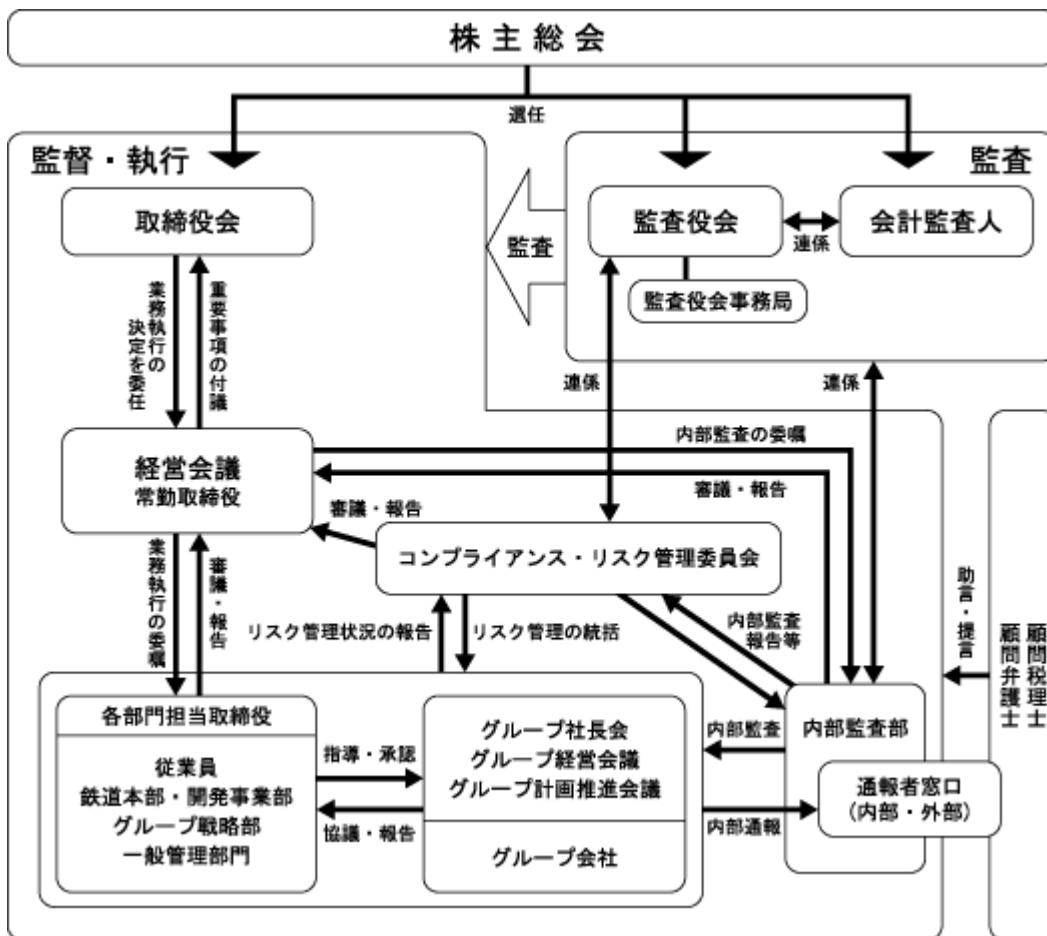 株主総会
選任
監督・執行
監査
取締役会
監査役会
連係
会計監査人
監査
監査役会事務局
業務執行の
決定を委任
重要事項の付議
連係
連係
経営会議
常勤取締役
内部監査の委嘱
審議・報告
審議・報告
コンプライアンス・リスク管理委員会
業務執行の委嘱
審議・報告
リスク管理状況の報告
リスク管理の統括
内部監査
報告等
助言・提言
顧問税理士
顧問弁護士
各部門担当取締役
従業員
鉄道本部・開発事業部
グループ戦略部
一般管理部門
指導・承認
協議・報告
グループ社長会
グループ経営会議
グループ計画推進会議
グループ会社
内部監査
内部通報
内部監査部
通報者窓口
（内部・外部）